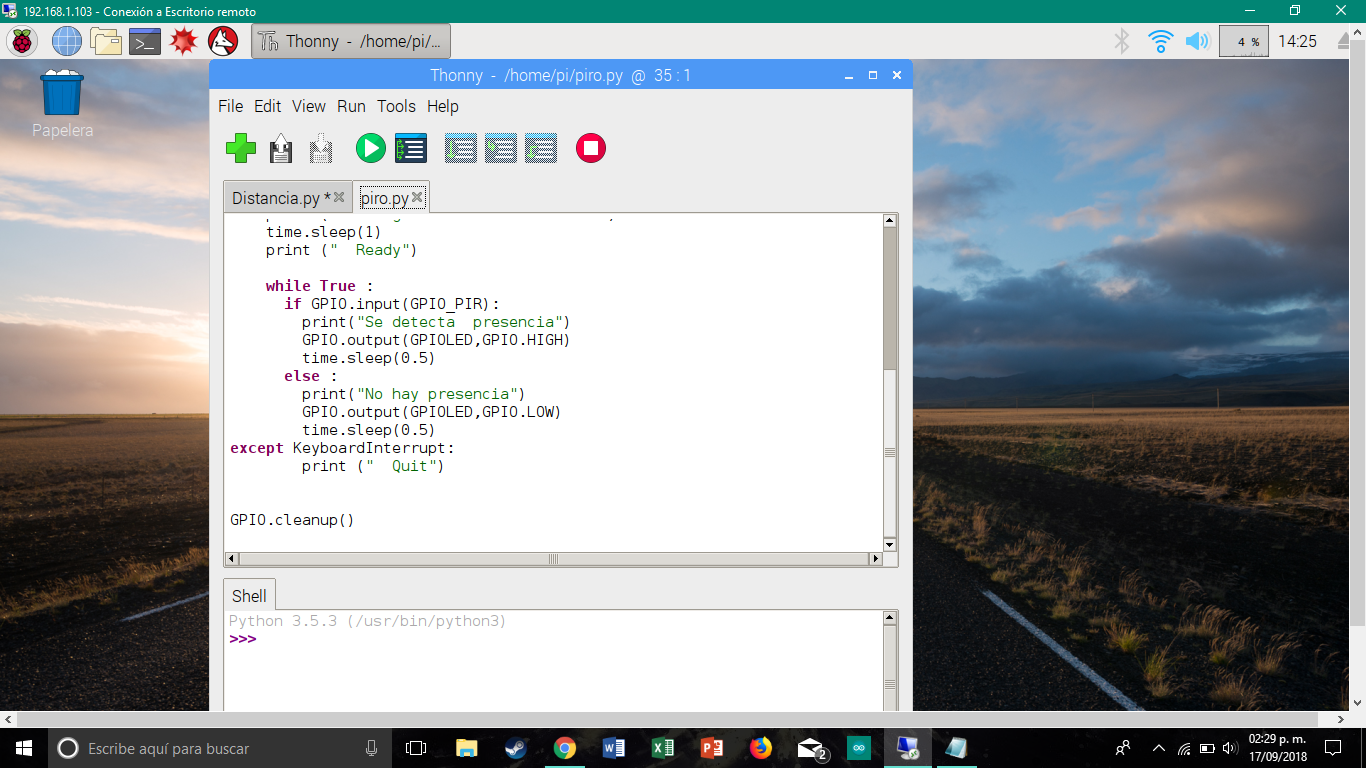 192.168.1.103 - Conexión a Escritorio remoto
Thonny - /home/pi/...
4 %
14:25
Papelera
Thonny - /home/pi/piro.py @ 35 : 1
File Edit View Run Tools Help
Distancia.py *
piro.py
time.sleep(1)
print ("  Ready")
while True :
if GPIO.input(GPIO_PIR):
print("Se detecta  presencia")
GPIO.output(GPIOLED,GPIO.HIGH)
time.sleep(0.5)
else :
print("No hay presencia")
GPIO.output(GPIOLED,GPIO.LOW)
time.sleep(0.5)
except KeyboardInterrupt:
print ("  Quit")
GPIO.cleanup()
Shell
Python 3.5.3 (/usr/bin/python3)
>>>
Escribe aquí para buscar
2
02:29 p. m.
17/09/2018